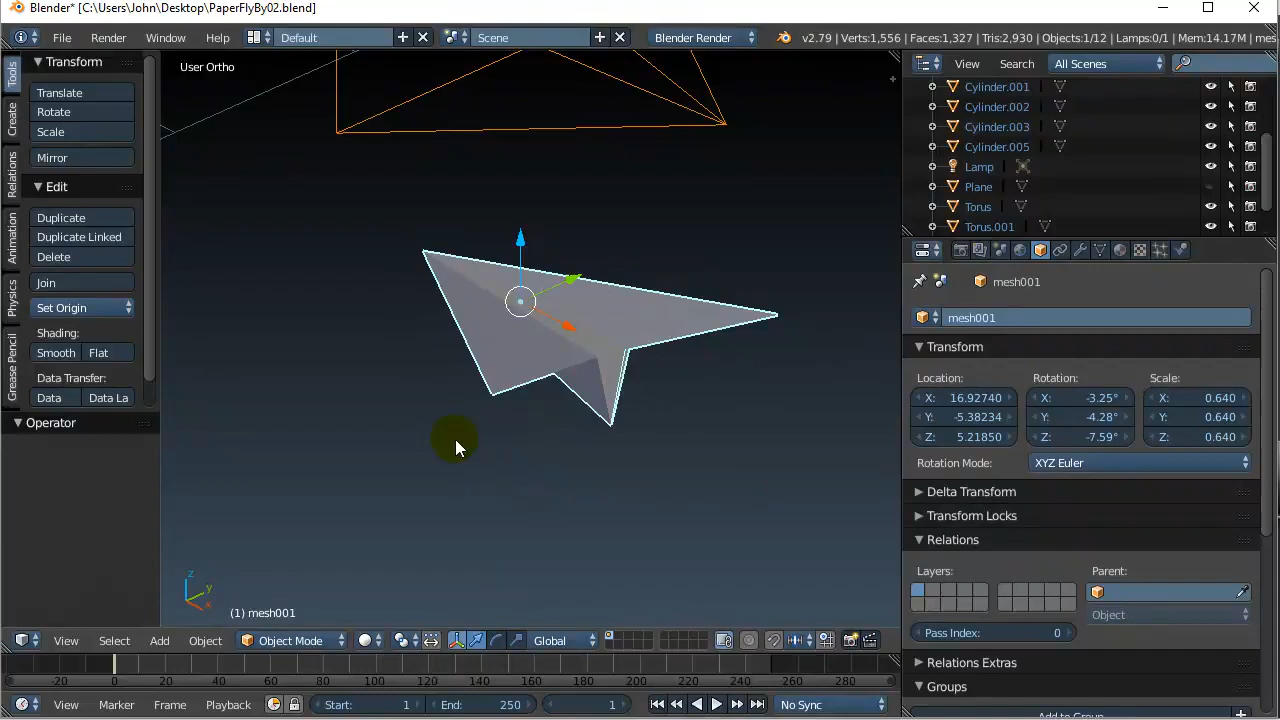 Blender* [C:\Users\John\Desktop\PaperFlyBy02.blend]
File Render Window Help Default Scene Blender Render v2.79 | Verts:1,556 | Faces:1,327 | Tris:2,930 | Objects:1/12 | Lamps:0/1 | Mem:14.17M | mes
Tools
Create
Relations
Animation
Physics
Grease Pencil
Transform
Translate
Rotate
Scale
Mirror
Edit
Duplicate
Duplicate Linked
Delete
Join
Set Origin
Shading:
Smooth Flat
Data Transfer:
Data Data La
Operator
User Ortho
z
y
x
(1) mesh001
View Search All Scenes
Cylinder.001
Cylinder.002
Cylinder.003
Cylinder.005
Lamp
Plane
Torus
Torus.001
mesh001
mesh001
Transform
Location: Rotation: Scale:
X: 16.92740 X: -3.25° X: 0.640
Y: -5.38234 Y: -4.28° Y: 0.640
Z: 5.21850 Z: -7.59° Z: 0.640
Rotation Mode: XYZ Euler
Delta Transform
Transform Locks
Relations
Layers: Parent:
Object
Pass Index: 0
Relations Extras
Groups
Add to Group
View Select Add Object Object Mode Global
-20 0 20 40 60 80 100 120 140 160 180 200 220 240 260 280
View Marker Frame Playback Start: 1 End: 250 1 No Sync